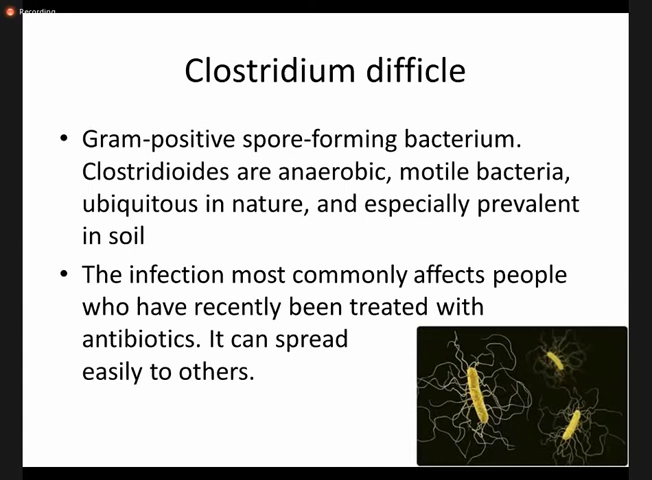 Recording
Clostridium difficle
• Gram-positive spore-forming bacterium.
Clostridioides are anaerobic, motile bacteria,
ubiquitous in nature, and especially prevalent
in soil
• The infection most commonly affects people
who have recently been treated with
antibiotics. It can spread
easily to others.